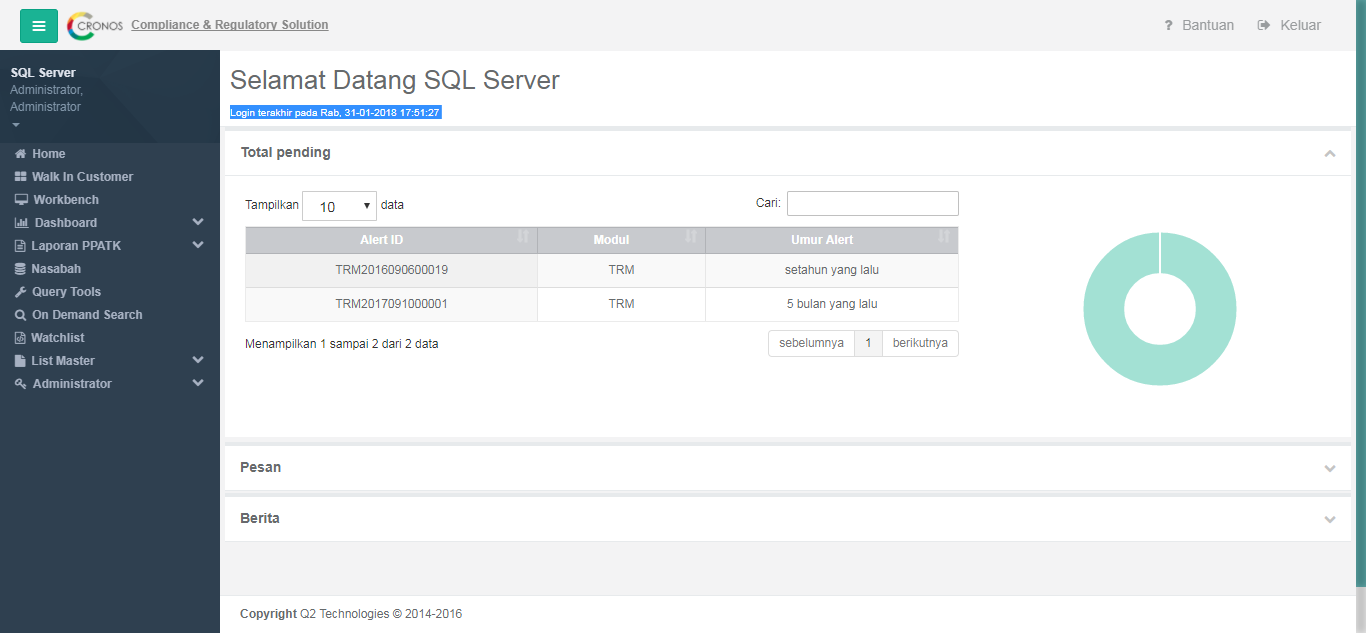 CRONOS Compliance & Regulatory Solution
? Bantuan Keluar
SQL Server
Administrator,
Administrator
Home
Walk In Customer
Workbench
Dashboard
Laporan PPATK
Nasabah
Query Tools
On Demand Search
Watchlist
List Master
Administrator
Selamat Datang SQL Server
Login terakhir pada Rab, 31-01-2018 17:51:27
Total pending
Tampilkan 10 data
Cari:
Alert ID Modul Umur Alert
TRM2016090600019 TRM setahun yang lalu
TRM2017091000001 TRM 5 bulan yang lalu
Menampilkan 1 sampai 2 dari 2 data
sebelumnya 1 berikutnya
Pesan
Berita
Copyright Q2 Technologies © 2014-2016